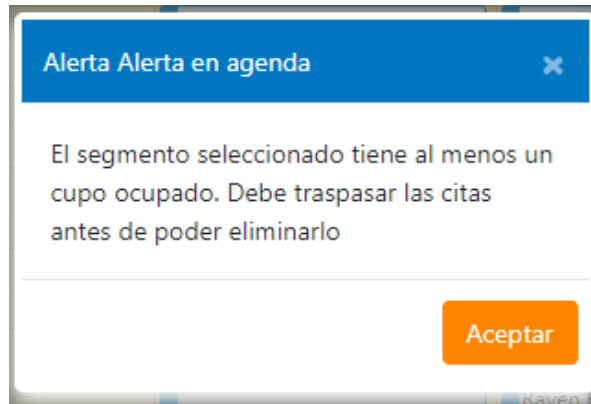 Alerta Alerta en agenda
×
El segmento seleccionado tiene al menos un
cupo ocupado. Debe traspasar las citas
antes de poder eliminarlo
Aceptar